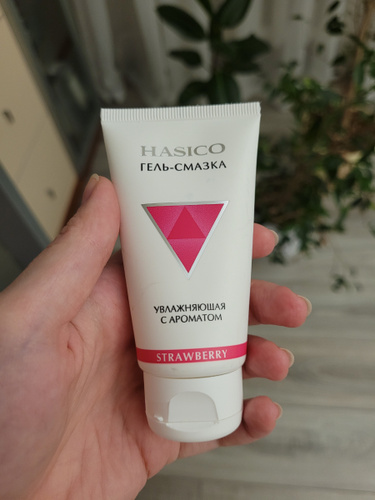 HASICO
ГЕЛЬ-СМАЗКА
УВЛАЖНЯЮЩАЯ
С АРОМАТОМ
STRAWBERRY